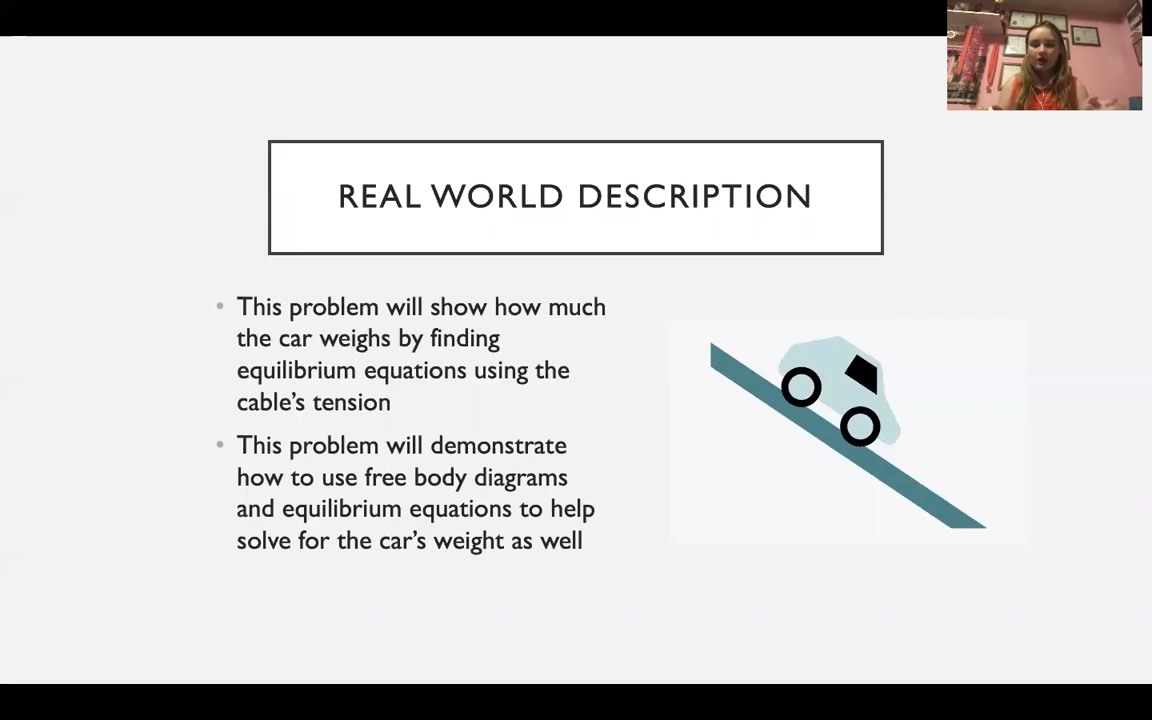 REAL WORLD DESCRIPTION
• This problem will show how much
the car weighs by finding
equilibrium equations using the
cable's tension
• This problem will demonstrate
how to use free body diagrams
and equilibrium equations to help
solve for the car's weight as well